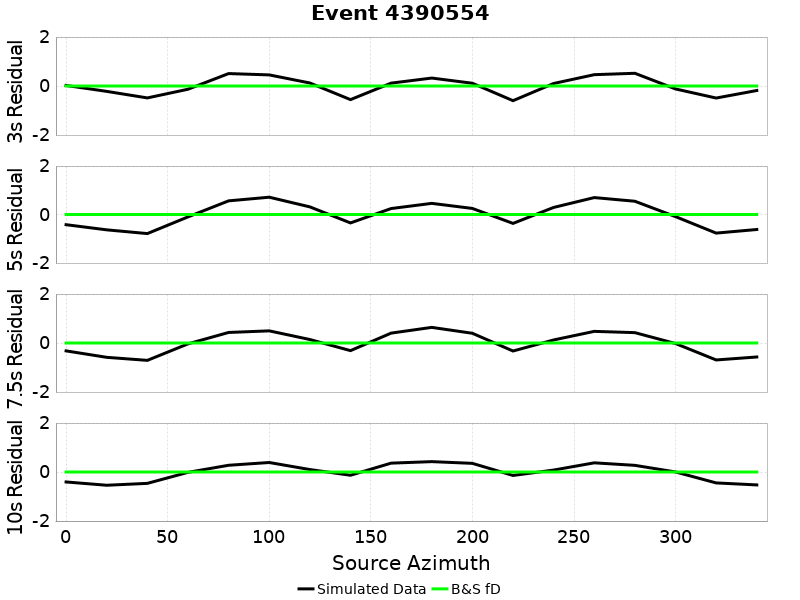 Event 4390554
3s Residual
2
0
-2
5s Residual
2
0
-2
7.5s Residual
2
0
-2
10s Residual
2
0
-2
0 50 100 150 200 250 300
Source Azimuth
Simulated Data B&S fD